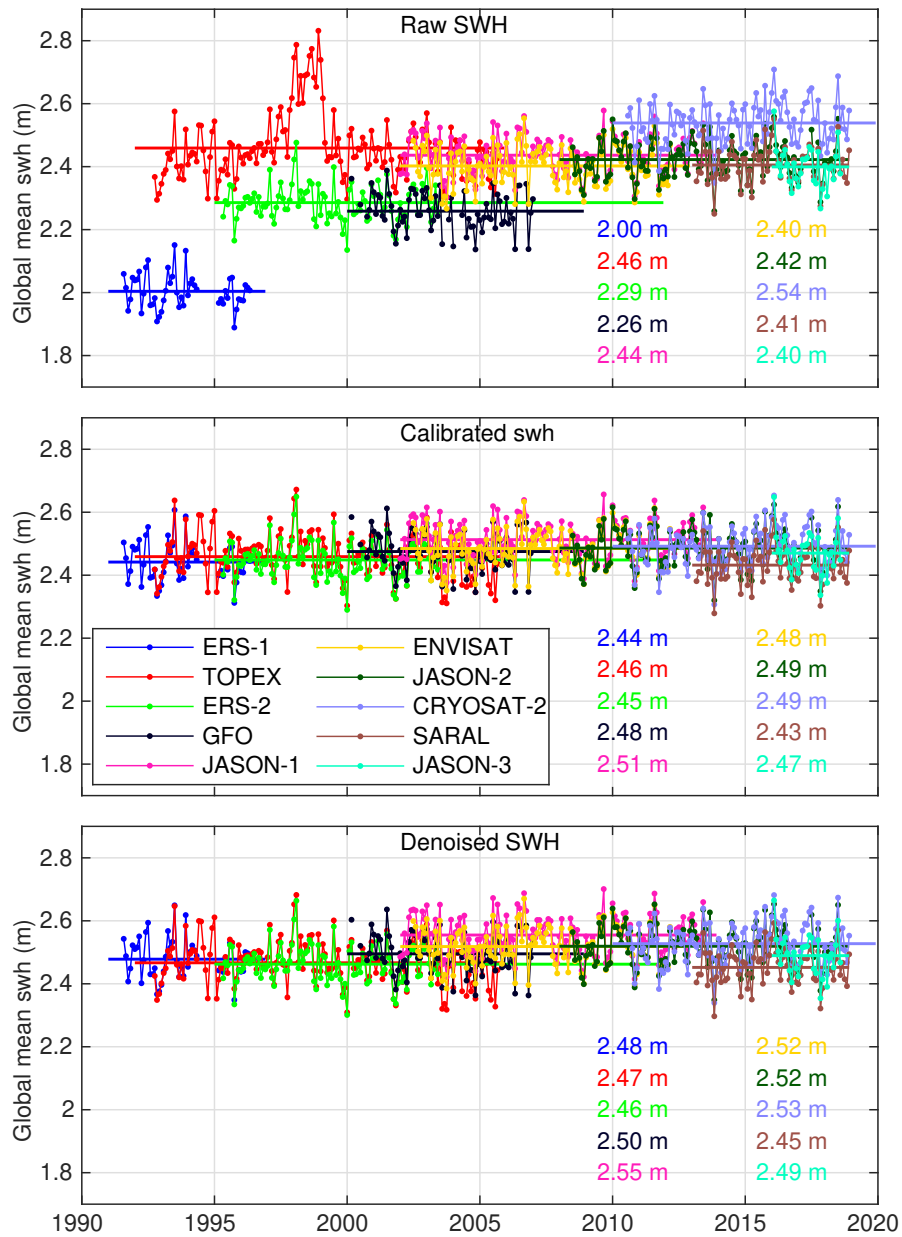 Raw SWH
Global mean swh (m)
2.8
2.6
2.4
2.2
2
1.8
2.00 m 2.40 m
2.46 m 2.42 m
2.29 m 2.54 m
2.26 m 2.41 m
2.44 m 2.40 m
Calibrated swh
Global mean swh (m)
2.8
2.6
2.4
2.2
2
1.8
ERS-1 ENVISAT
TOPEX JASON-2
ERS-2 CRYOSAT-2
GFO SARAL
JASON-1 JASON-3
2.44 m 2.48 m
2.46 m 2.49 m
2.45 m 2.49 m
2.48 m 2.43 m
2.51 m 2.47 m
Denoised SWH
Global mean swh (m)
2.8
2.6
2.4
2.2
2
1.8
2.48 m 2.52 m
2.47 m 2.52 m
2.46 m 2.53 m
2.50 m 2.45 m
2.55 m 2.49 m
1990 1995 2000 2005 2010 2015 2020